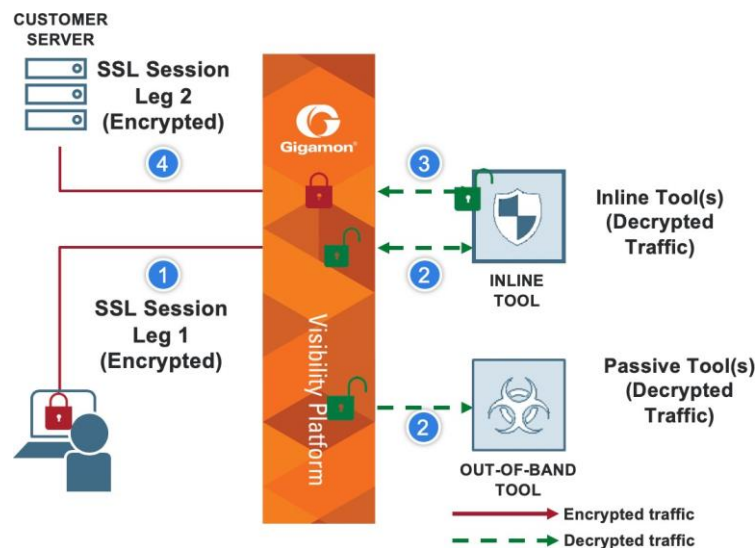 CUSTOMER
SERVER
SSL Session
Leg 2
(Encrypted)
4
Gigamon®
3
Inline Tool(s)
(Decrypted
Traffic)
2
INLINE
TOOL
1
SSL Session
Leg 1
(Encrypted)
Visibility Platform
Passive Tool(s)
(Decrypted
Traffic)
2
OUT-OF-BAND
TOOL
Encrypted traffic
Decrypted traffic